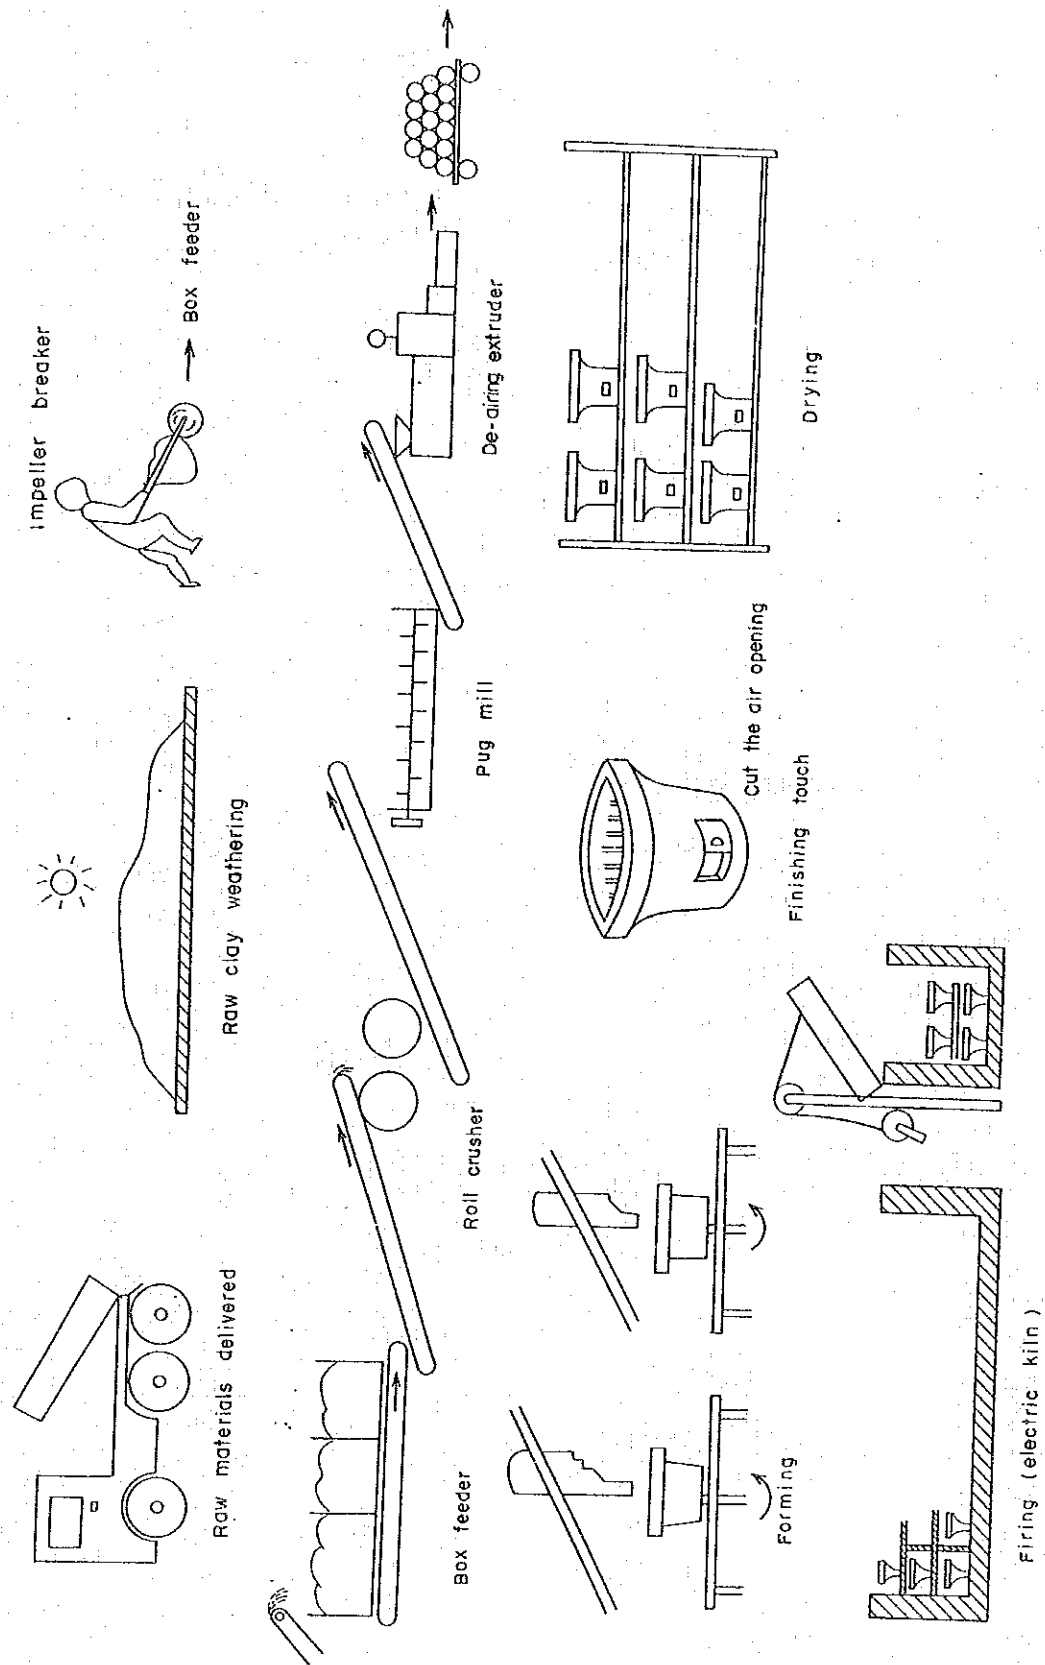 Raw materials delivered
Raw clay weathering
Impeller breaker
Box feeder
Box feeder
Roll crusher
Pug mill
De-airing extruder
Forming
Cut the air opening
Finishing touch
Drying
Firing (electric kiln)